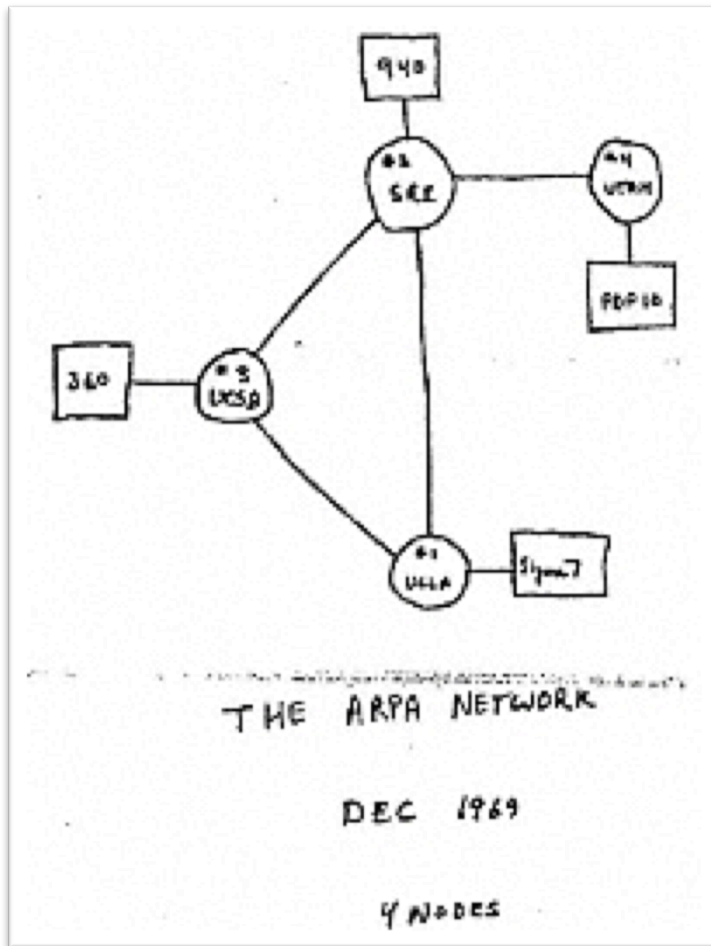 940
#2
SRI
#4
UTAH
PDP10
360
#3
UCSB
#1
UCLA
Sigma7
THE ARPA NETWORK
DEC 1969
4 NODES